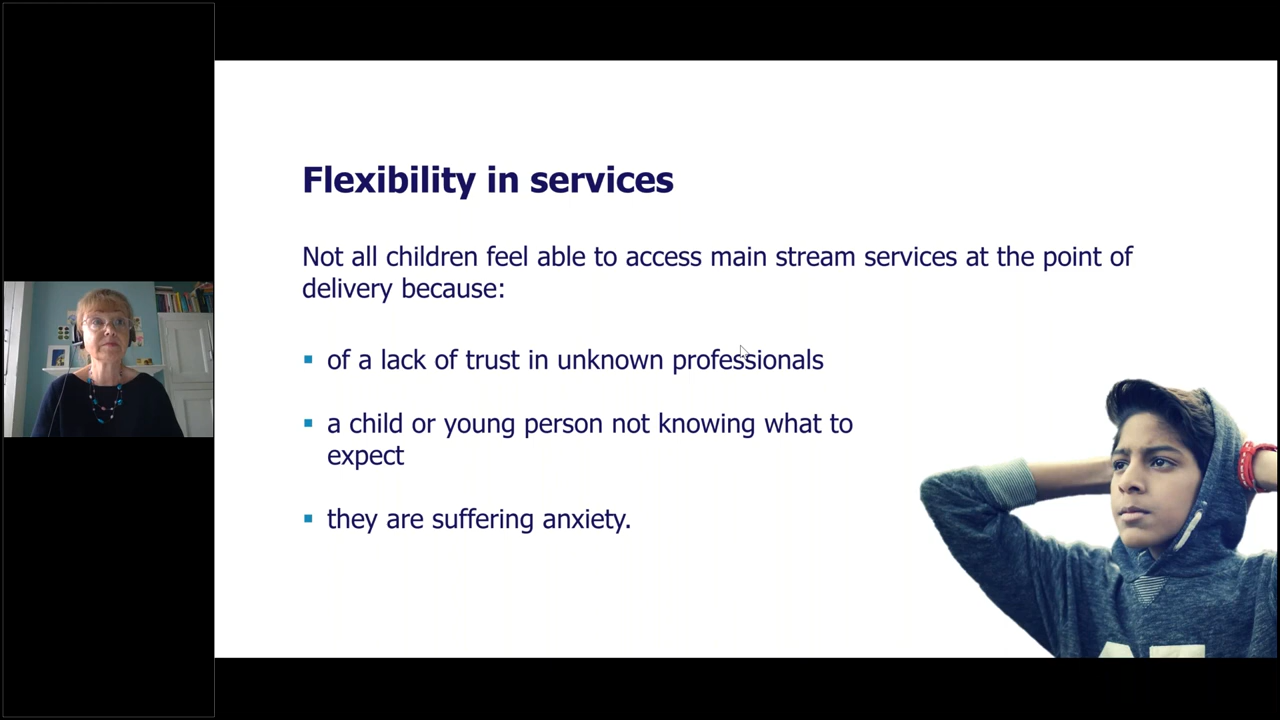 Flexibility in services
Not all children feel able to access main stream services at the point of
delivery because:
▪ of a lack of trust in unknown professionals
▪ a child or young person not knowing what to
expect
▪ they are suffering anxiety.